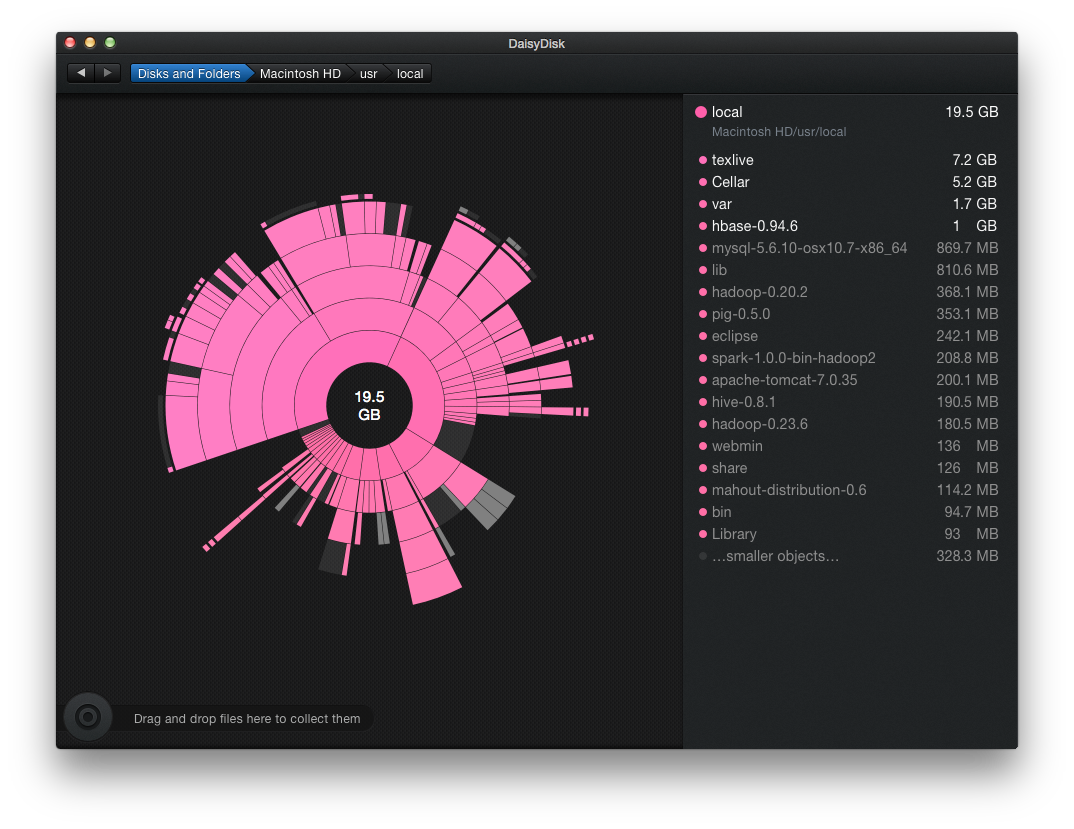 DaisyDisk
Disks and Folders Macintosh HD usr local
local 19.5 GB
Macintosh HD/usr/local
texlive 7.2 GB
Cellar 5.2 GB
var 1.7 GB
hbase-0.94.6 1 GB
mysql-5.6.10-osx10.7-x86_64 869.7 MB
lib 810.6 MB
hadoop-0.20.2 368.1 MB
pig-0.5.0 353.1 MB
eclipse 242.1 MB
spark-1.0.0-bin-hadoop2 208.8 MB
apache-tomcat-7.0.35 200.1 MB
hive-0.8.1 190.5 MB
hadoop-0.23.6 180.5 MB
webmin 136 MB
share 126 MB
mahout-distribution-0.6 114.2 MB
bin 94.7 MB
Library 93 MB
...smaller objects... 328.3 MB
19.5
GB
Drag and drop files here to collect them